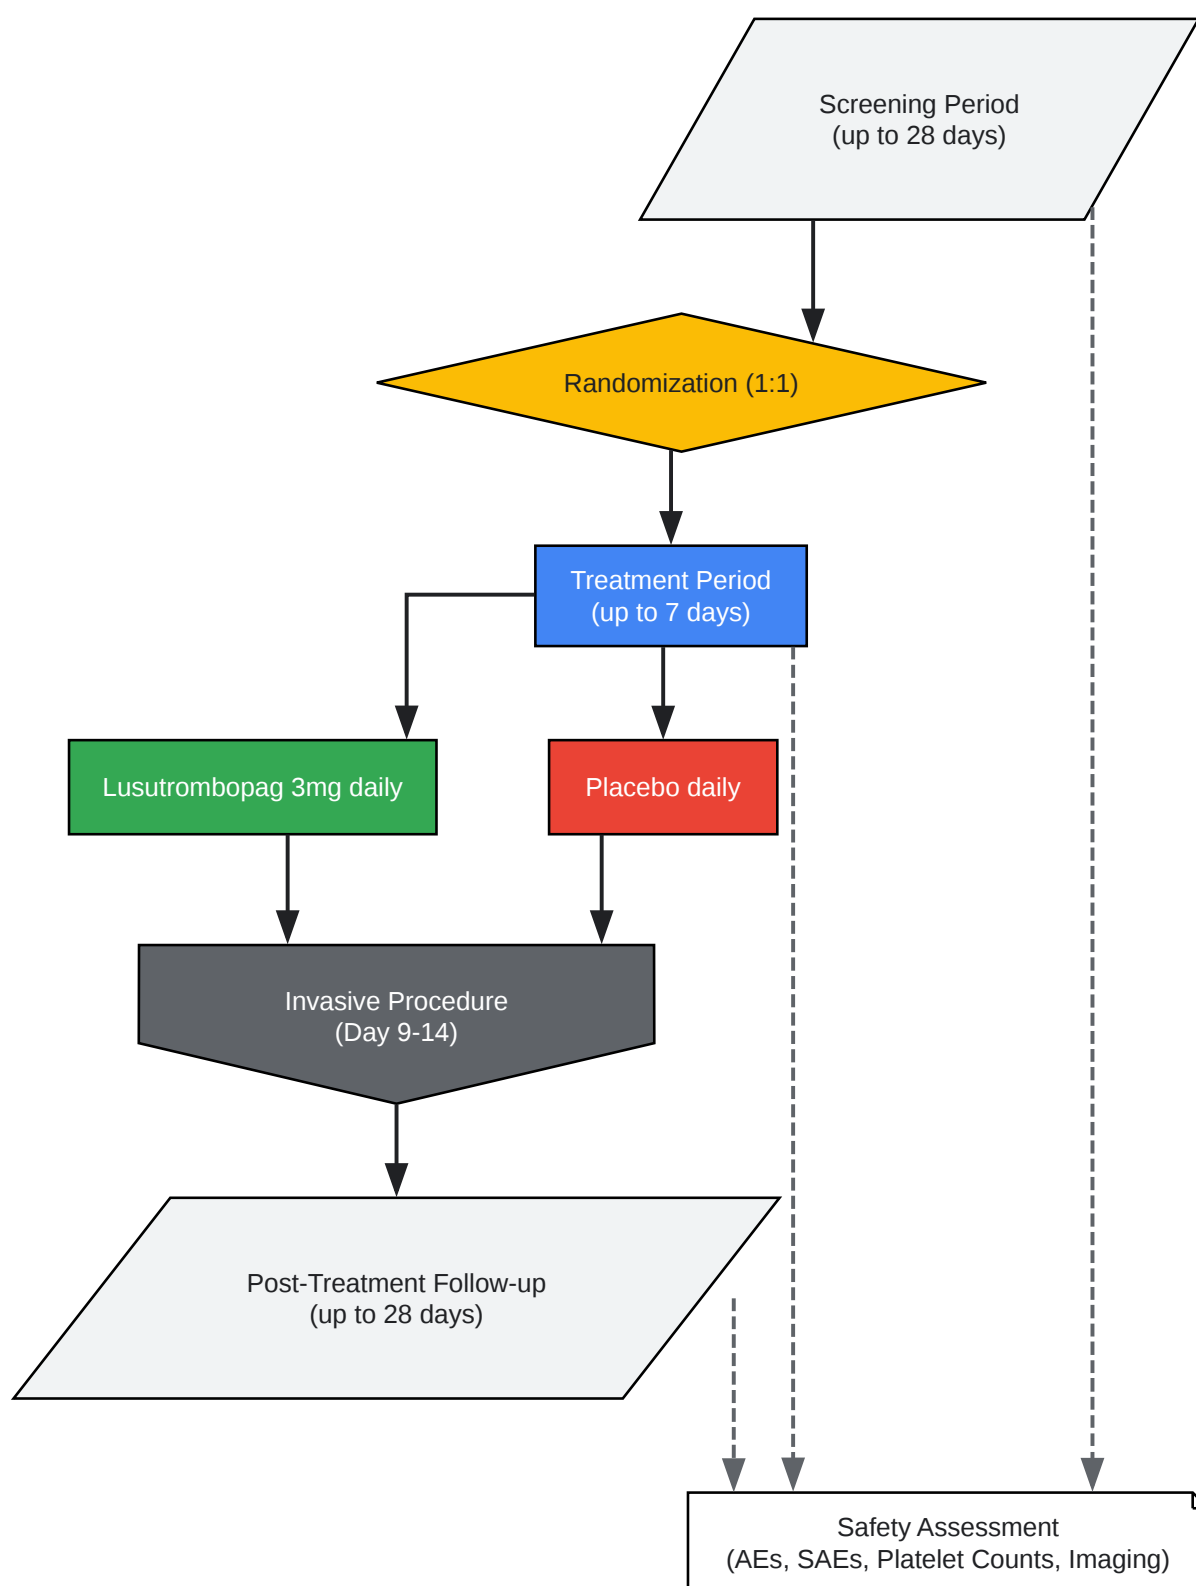 Screening Period
(up to 28 days)
Randomization (1:1)
Treatment Period
(up to 7 days)
Lusutrombopag 3mg daily
Placebo daily
Invasive Procedure
(Day 9-14)
Post-Treatment Follow-up
(up to 28 days)
Safety Assessment
(AEs, SAEs, Platelet Counts, Imaging)